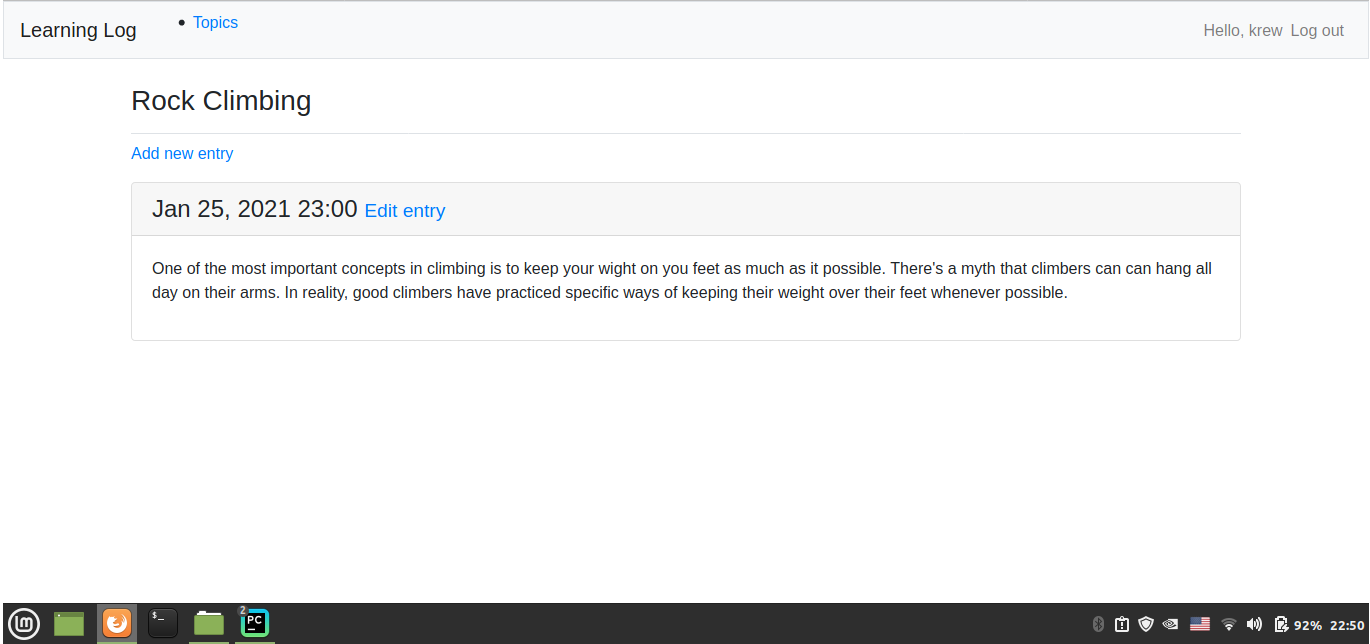 Learning Log
Topics
Hello, krew Log out
Rock Climbing
Add new entry
Jan 25, 2021 23:00 Edit entry
One of the most important concepts in climbing is to keep your wight on you feet as much as it possible. There's a myth that climbers can can hang all
day on their arms. In reality, good climbers have practiced specific ways of keeping their weight over their feet whenever possible.
lm
$_
2
PC
92% 22:50